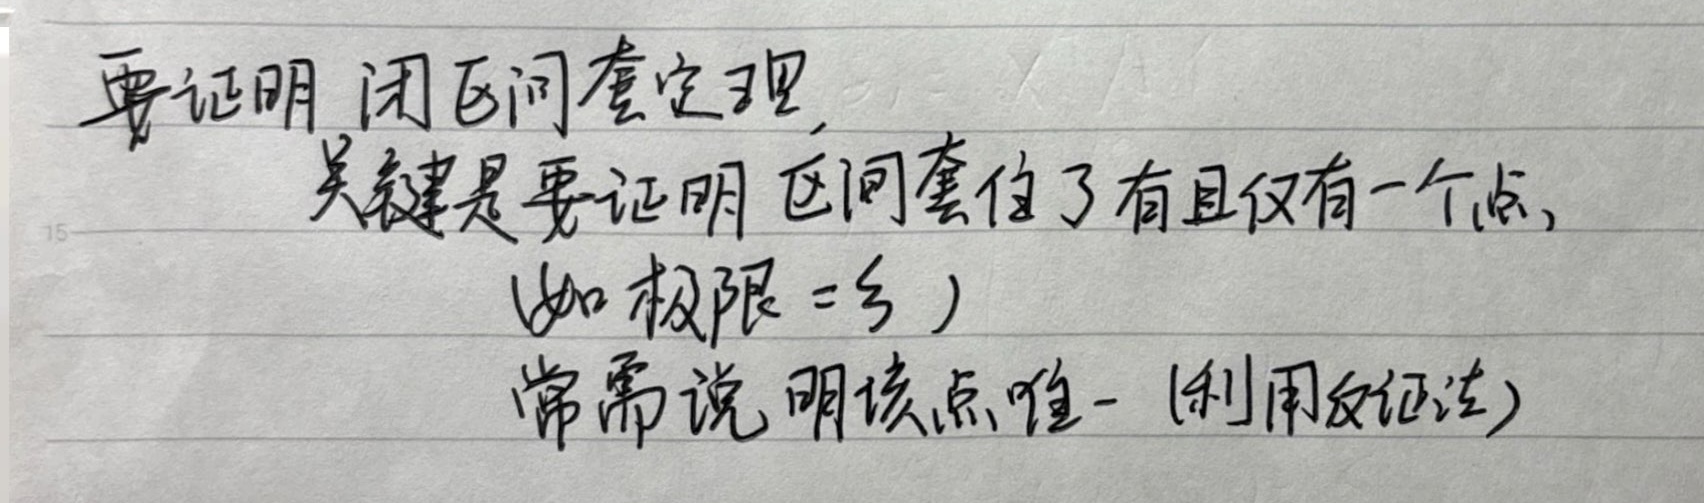 要证明 闭区间套定理,
关键是要证明 区间套住了有且仅有一个点,
(如 极限 = ξ )
常需说明该点唯一 (利用反证法)
15